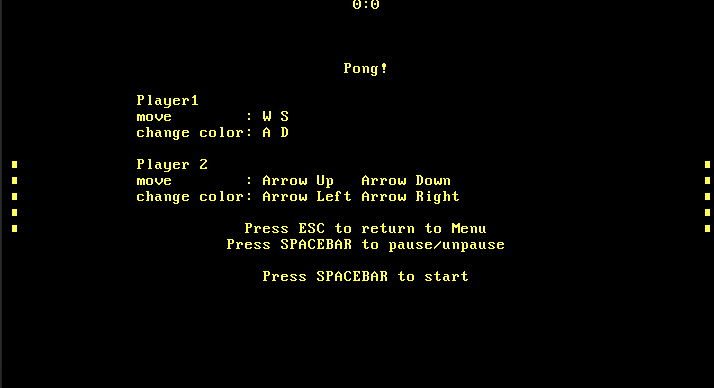 0:0
Pong!
Player1
move        : W S
change color: A D
Player 2
move        : Arrow Up   Arrow Down
change color: Arrow Left Arrow Right
Press ESC to return to Menu
Press SPACEBAR to pause/unpause
Press SPACEBAR to start